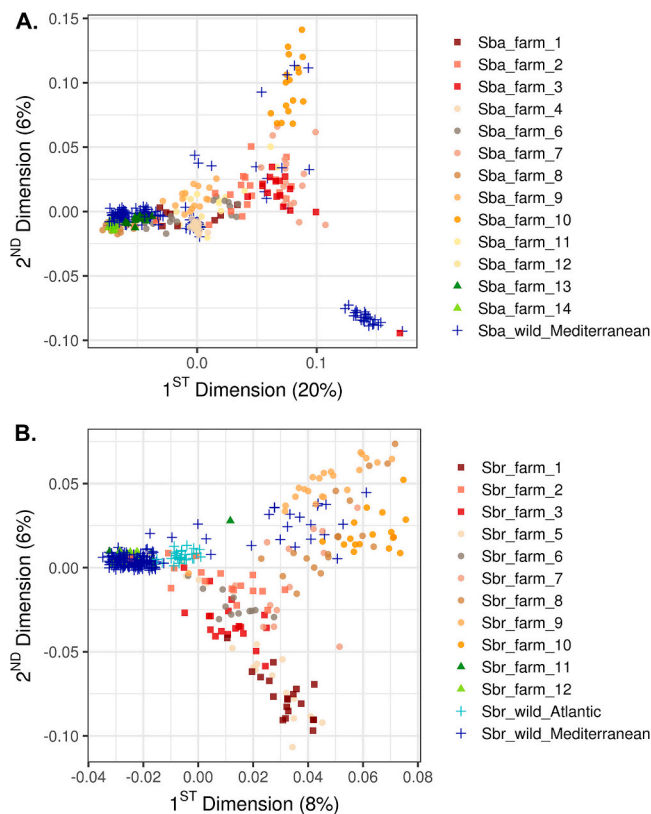 A.
0.15
0.10
0.05
0.00
-0.05
-0.10
2ND Dimension (6%)
0.0
0.1
1ST Dimension (20%)
Sba_farm_1
Sba_farm_2
Sba_farm_3
Sba_farm_4
Sba_farm_6
Sba_farm_7
Sba_farm_8
Sba_farm_9
Sba_farm_10
Sba_farm_11
Sba_farm_12
Sba_farm_13
Sba_farm_14
Sba_wild_Mediterranean
B.
0.05
0.00
-0.05
-0.10
2ND Dimension (6%)
-0.04
-0.02
0.00
0.02
0.04
0.06
0.08
1ST Dimension (8%)
Sbr_farm_1
Sbr_farm_2
Sbr_farm_3
Sbr_farm_5
Sbr_farm_6
Sbr_farm_7
Sbr_farm_8
Sbr_farm_9
Sbr_farm_10
Sbr_farm_11
Sbr_farm_12
Sbr_wild_Atlantic
Sbr_wild_Mediterranean